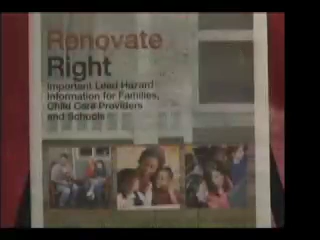 Renovate
Right
Important Lead Hazard
Information for Families,
Child Care Providers
and Schools